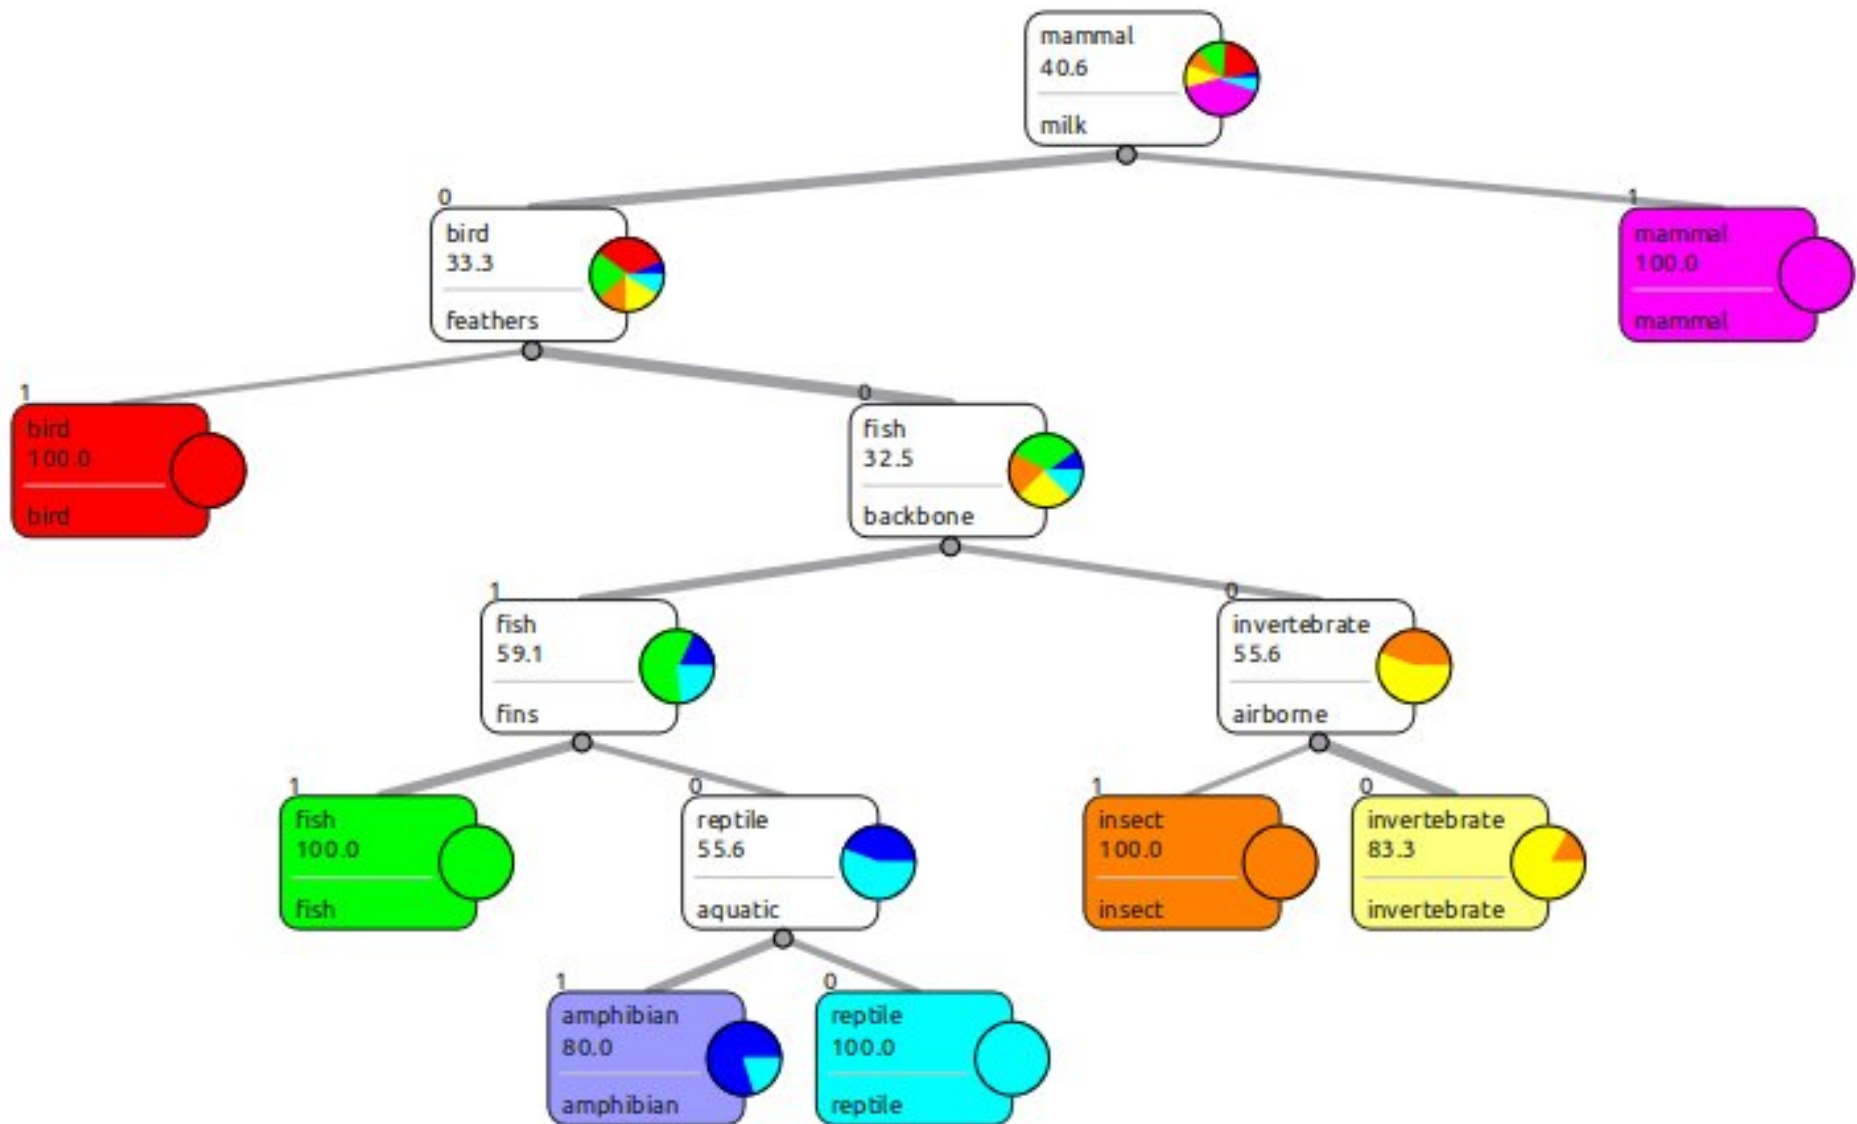 mammal
40.6
milk
0
1
bird
33.3
feathers
mammal
100.0
mammal
1
0
bird
100.0
bird
fish
32.5
backbone
1
0
fish
59.1
fins
invertebrate
55.6
airborne
1
0
1
0
fish
100.0
fish
reptile
55.6
aquatic
insect
100.0
insect
invertebrate
83.3
invertebrate
1
0
amphibian
80.0
amphibian
reptile
100.0
reptile